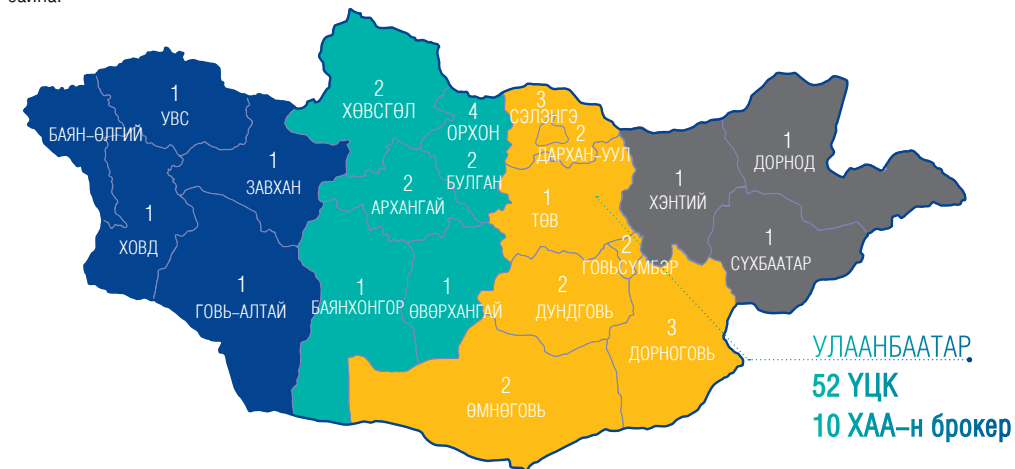 1
УВС
БАЯН-ӨЛГИЙ
1
ЗАВХАН
1
ХОВД
1
ГОВЬ-АЛТАЙ
2
ХӨВСГӨЛ
4
ОРХОН
2
БУЛГАН
2
АРХАНГАЙ
1
БАЯНХОНГОР
1
ӨВӨРХАНГАЙ
3
СЭЛЭНГЭ
2
ДАРХАН-УУЛ
1
ТӨВ
2
ГОВЬСҮМБЭР
2
ДУНДГОВЬ
3
ДОРНОГОВЬ
2
ӨМНӨГОВЬ
1
ХЭНТИЙ
1
ДОРНОД
1
СҮХБААТАР
УЛААНБААТАР
52 ҮЦК
10 ХАА-н брокер